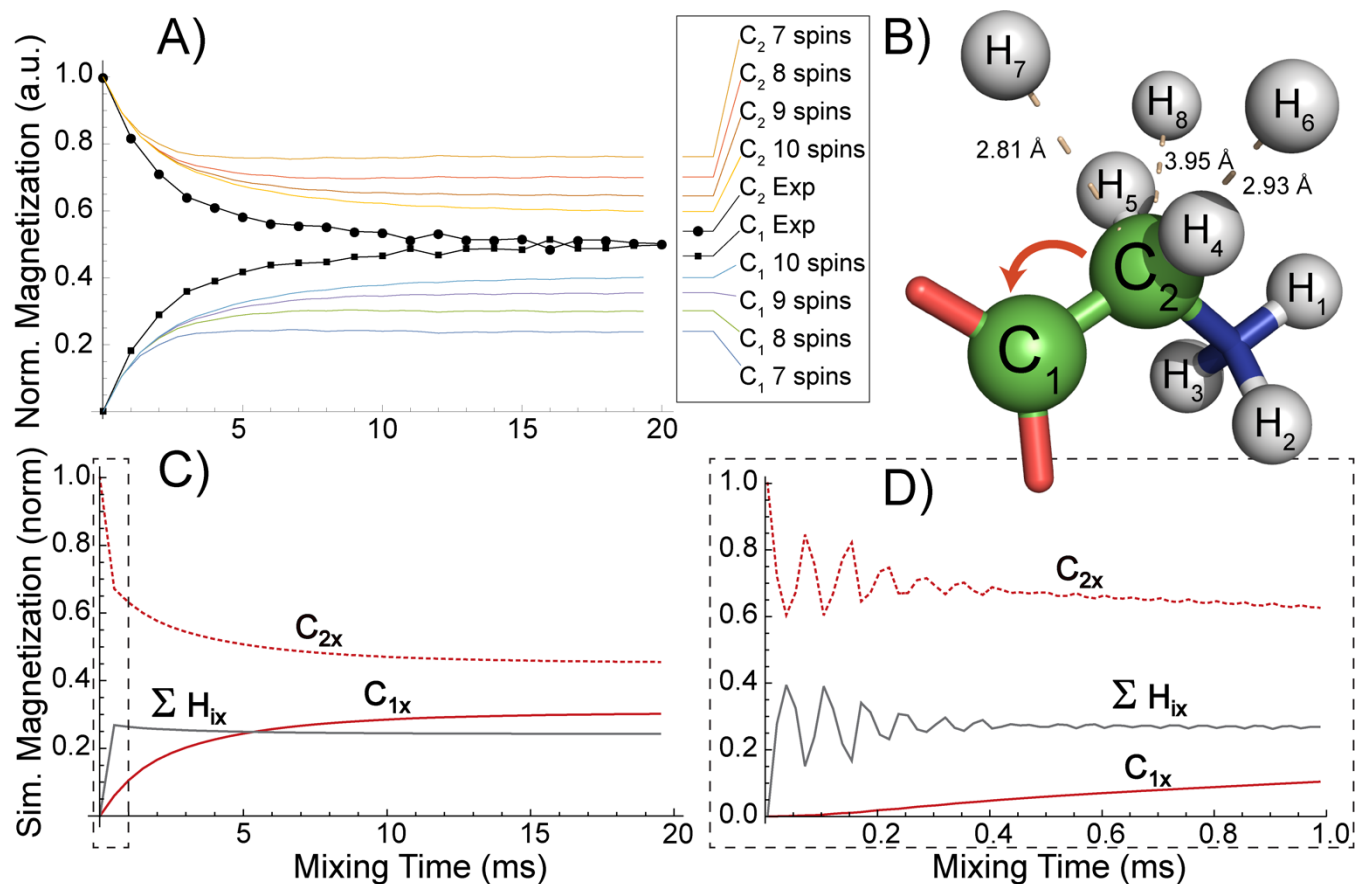 A)
Norm. Magnetization (a.u.)
1.0
0.8
0.6
0.4
0.2
5
10
15
20
C₂ 7 spins
C₂ 8 spins
C₂ 9 spins
C₂ 10 spins
C₂ Exp
C₁ Exp
C₁ 10 spins
C₁ 9 spins
C₁ 8 spins
C₁ 7 spins
B)
H₇
H₈
H₆
2.81 Å
3.95 Å
2.93 Å
H₅
H₄
C₂
H₁
C₁
H₃
H₂
C)
Sim. Magnetization (norm)
1.0
0.8
0.6
0.4
0.2
0.0
C₂ₓ
Σ Hᵢₓ
C₁ₓ
5
10
15
20
Mixing Time (ms)
D)
1.0
0.8
0.6
0.4
0.2
0.0
C₂ₓ
Σ Hᵢₓ
C₁ₓ
0.2
0.4
0.6
0.8
1.0
Mixing Time (ms)